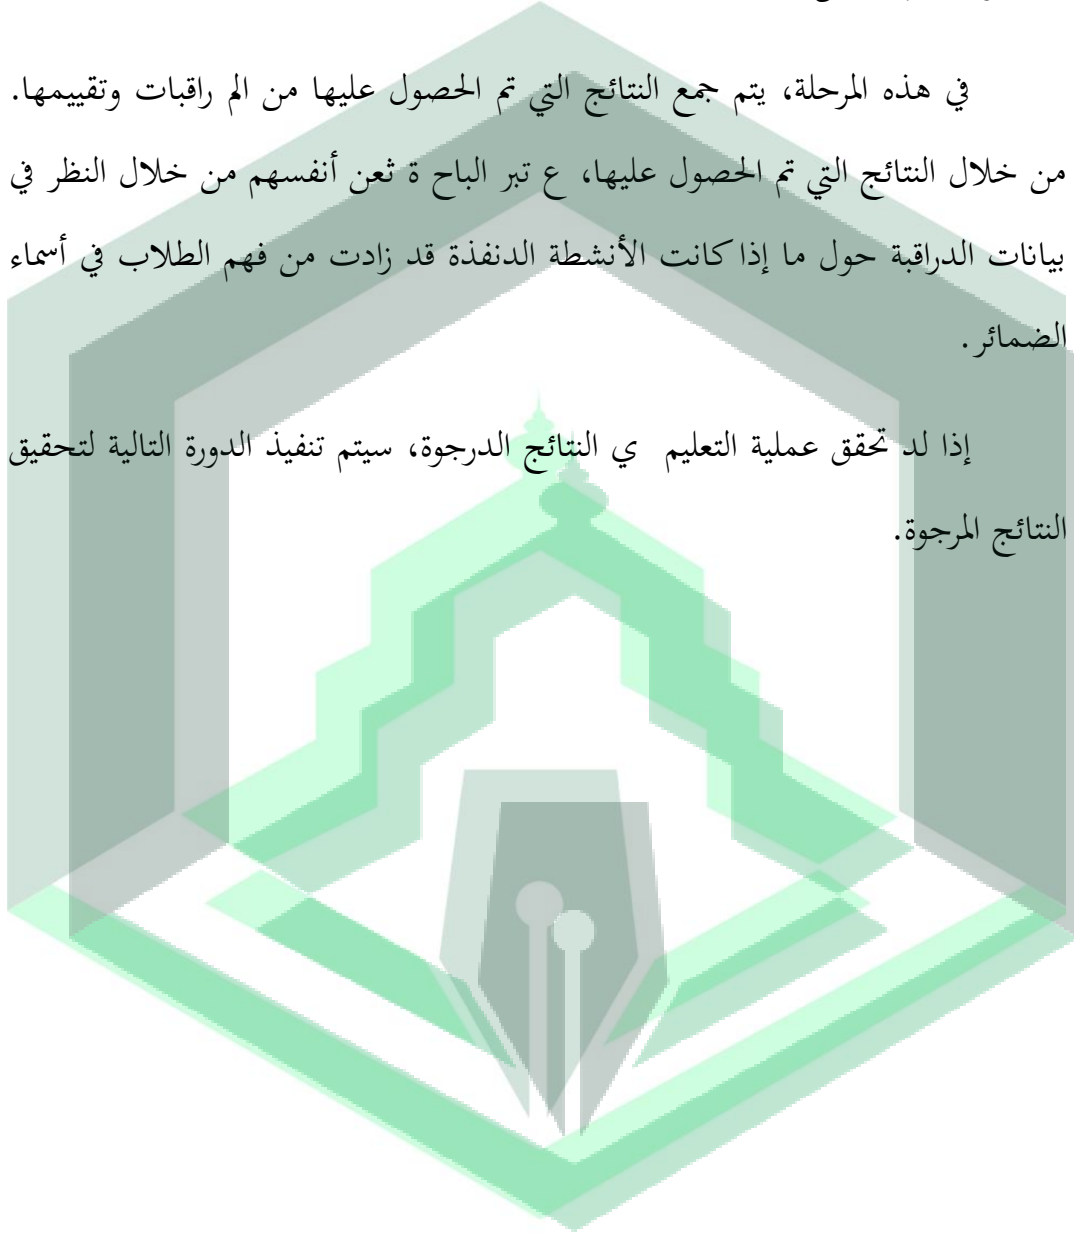 في هذه المرحلة، يتم جمع النتائج التي تم الحصول عليها من الم راقبات وتقييمها.
من خلال النتائج التي تم الحصول عليها، ع تبر الباح ة ثعن أنفسهم من خلال النظر في
بيانات الدراقبة حول ما إذا كانت الأنشطة الدنفذة قد زادت من فهم الطلاب في أسماء
الضمائر.
إذا لد تحقق عملية التعليم ي النتائج الدرجوة، سيتم تنفيذ الدورة التالية لتحقيق
النتائج المرجوة.